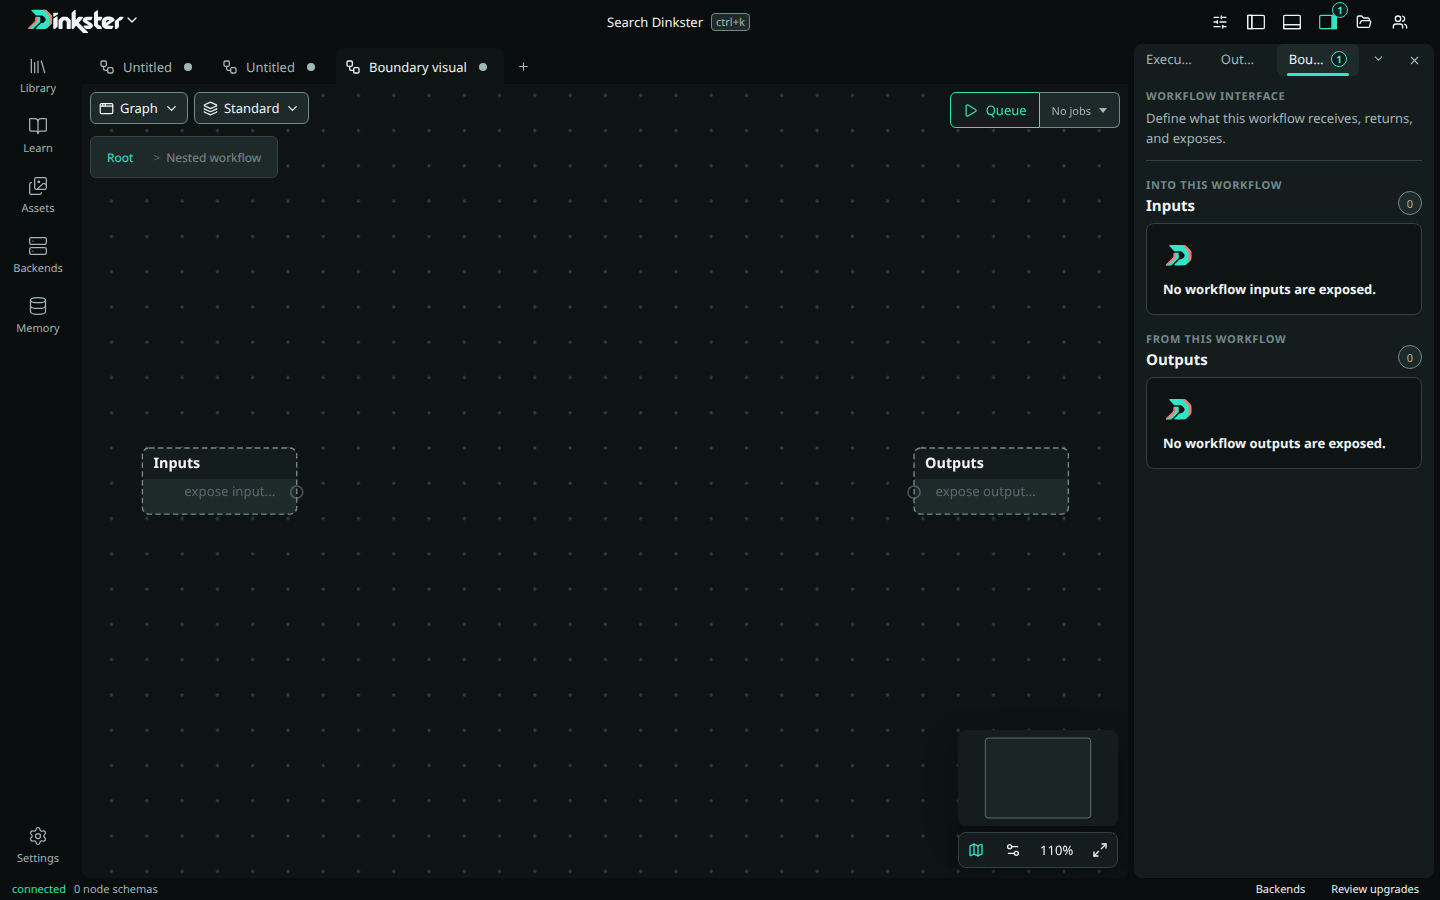 Dinkster
Search Dinkster ctrl+k
1
Library
Learn
Assets
Backends
Memory
Settings
Untitled
Untitled
Boundary visual
Graph
Standard
Queue
No jobs
Root > Nested workflow
Inputs
expose input...
Outputs
expose output...
110%
Execu...
Out...
Bou... 1
WORKFLOW INTERFACE
Define what this workflow receives, returns,
and exposes.
INTO THIS WORKFLOW
Inputs
0
No workflow inputs are exposed.
FROM THIS WORKFLOW
Outputs
0
No workflow outputs are exposed.
connected 0 node schemas
Backends
Review upgrades